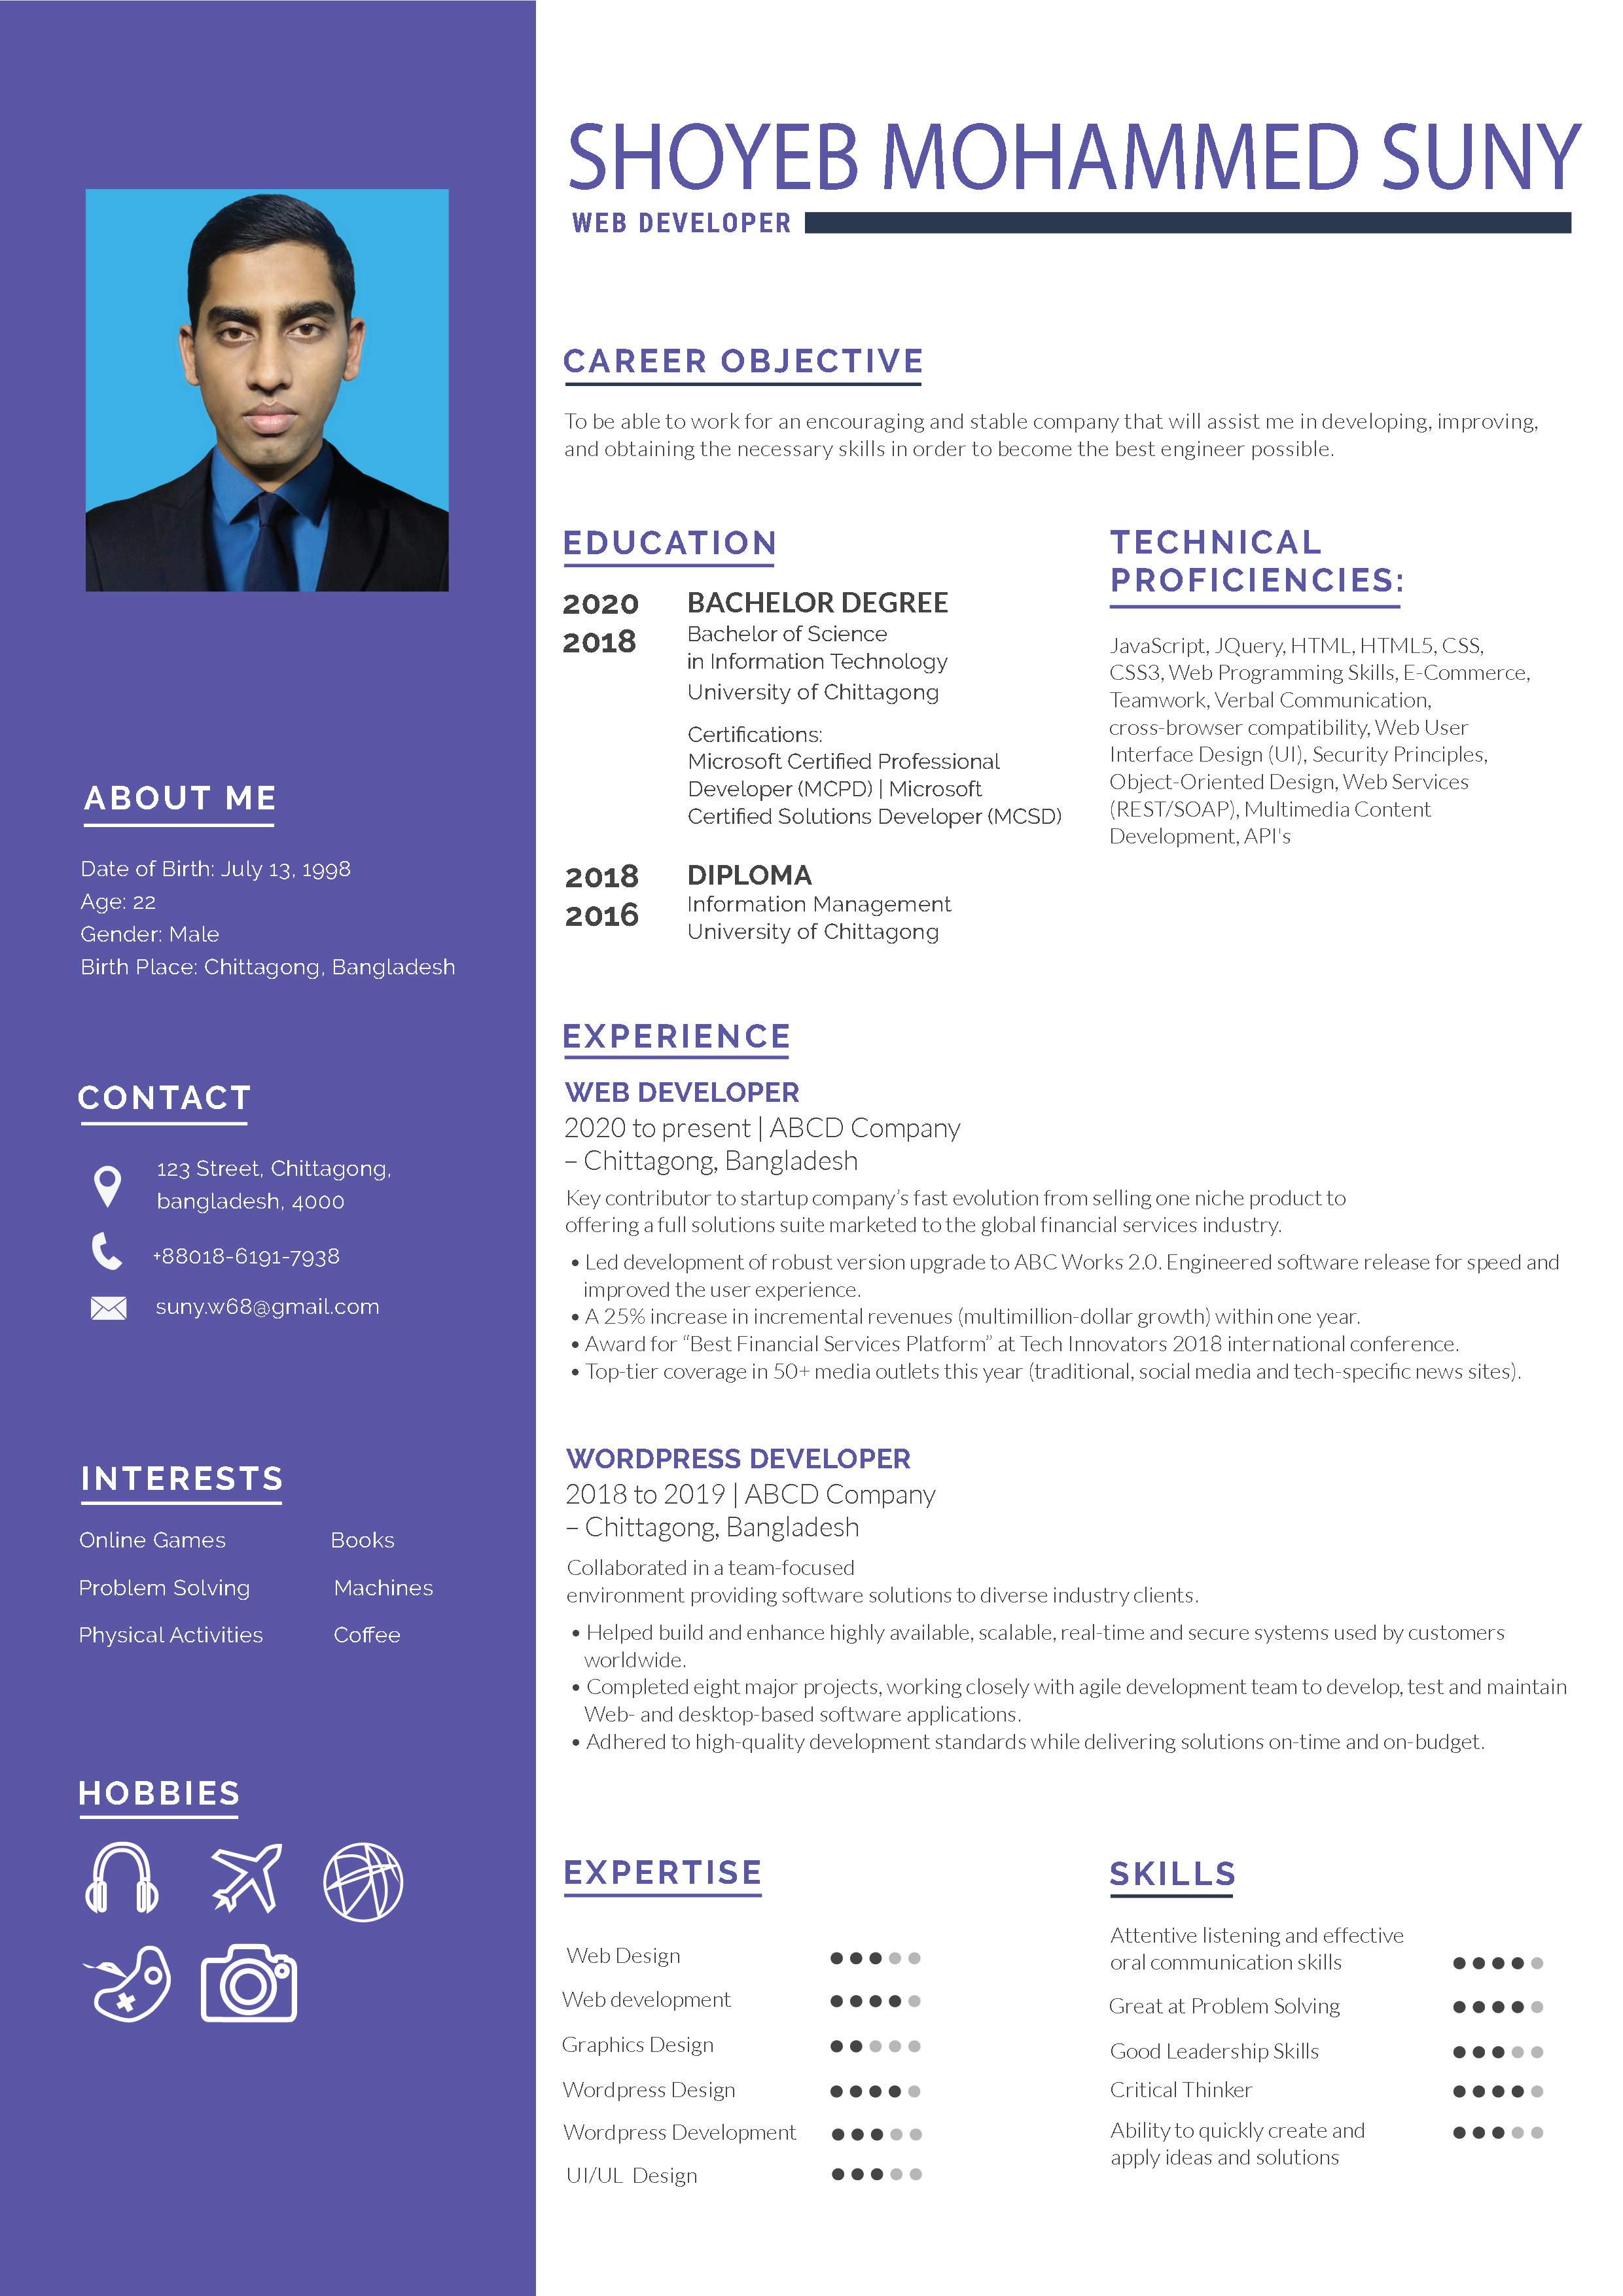 SHOYEB MOHAMMED SUNY
WEB DEVELOPER
ABOUT ME
Date of Birth: July 13, 1998
Age: 22
Gender: Male
Birth Place: Chittagong, Bangladesh
CONTACT
123 Street, Chittagong,
bangladesh, 4000
+88018-6191-7938
suny.w68@gmail.com
INTERESTS
Online Games Books
Problem Solving Machines
Physical Activities Coffee
HOBBIES
CAREER OBJECTIVE
To be able to work for an encouraging and stable company that will assist me in developing, improving,
and obtaining the necessary skills in order to become the best engineer possible.
EDUCATION
2020
2018
BACHELOR DEGREE
Bachelor of Science
in Information Technology
University of Chittagong
Certifications:
Microsoft Certified Professional
Developer (MCPD) | Microsoft
Certified Solutions Developer (MCSD)
2018
2016
DIPLOMA
Information Management
University of Chittagong
TECHNICAL
PROFICIENCIES:
JavaScript, JQuery, HTML, HTML5, CSS,
CSS3, Web Programming Skills, E-Commerce,
Teamwork, Verbal Communication,
cross-browser compatibility, Web User
Interface Design (UI), Security Principles,
Object-Oriented Design, Web Services
(REST/SOAP), Multimedia Content
Development, API's
EXPERIENCE
WEB DEVELOPER
2020 to present | ABCD Company
– Chittagong, Bangladesh
Key contributor to startup company’s fast evolution from selling one niche product to
offering a full solutions suite marketed to the global financial services industry.
• Led development of robust version upgrade to ABC Works 2.0. Engineered software release for speed and
improved the user experience.
• A 25% increase in incremental revenues (multimillion-dollar growth) within one year.
• Award for “Best Financial Services Platform” at Tech Innovators 2018 international conference.
• Top-tier coverage in 50+ media outlets this year (traditional, social media and tech-specific news sites).
WORDPRESS DEVELOPER
2018 to 2019 | ABCD Company
– Chittagong, Bangladesh
Collaborated in a team-focused
environment providing software solutions to diverse industry clients.
• Helped build and enhance highly available, scalable, real-time and secure systems used by customers
worldwide.
• Completed eight major projects, working closely with agile development team to develop, test and maintain
Web- and desktop-based software applications.
• Adhered to high-quality development standards while delivering solutions on-time and on-budget.
EXPERTISE
Web Design
Web development
Graphics Design
Wordpress Design
Wordpress Development
UI/UL Design
SKILLS
Attentive listening and effective
oral communication skills
Great at Problem Solving
Good Leadership Skills
Critical Thinker
Ability to quickly create and
apply ideas and solutions